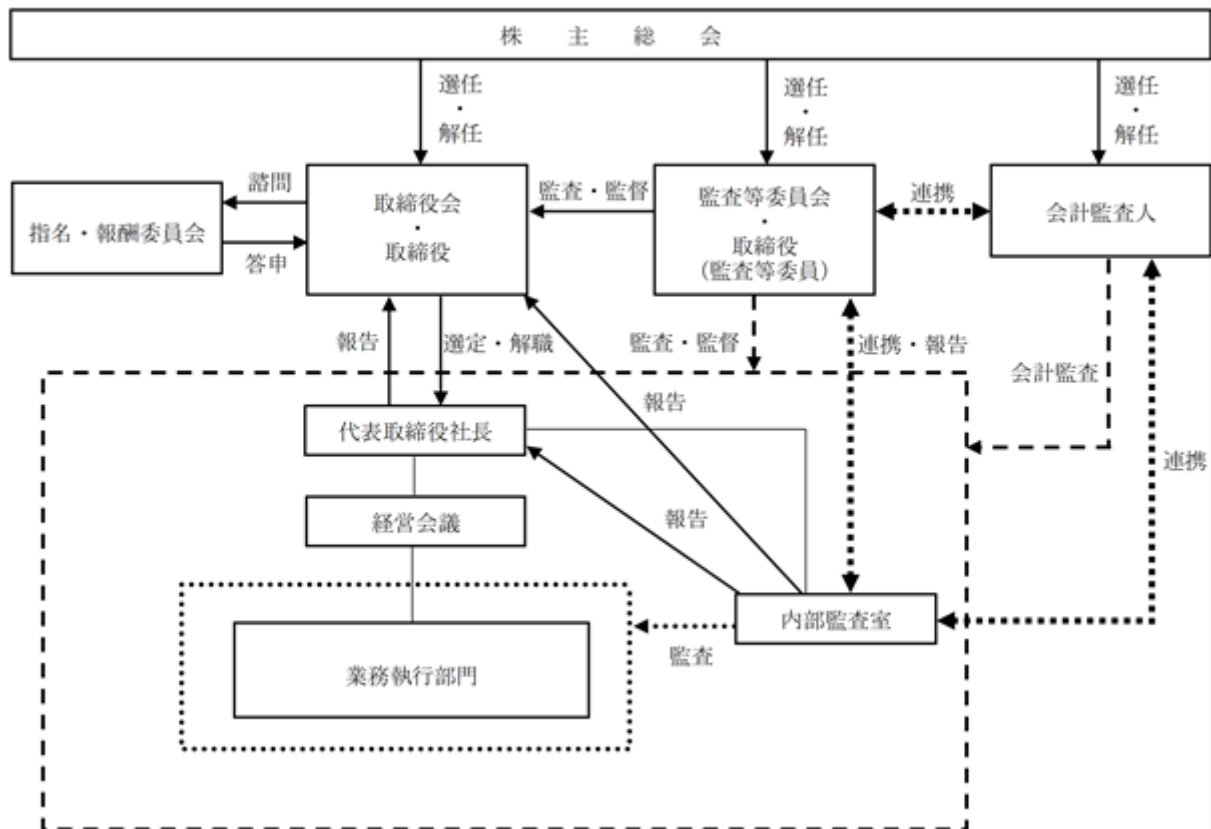 株主総会
選任
・
解任
選任
・
解任
選任
・
解任
諮問
指名・報酬委員会
答申
取締役会
・
取締役
監査・監督
監査等委員会
・
取締役
（監査等委員）
連携
会計監査人
報告
選定・解職
監査・監督
連携・報告
会計監査
報告
代表取締役社長
連携
経営会議
報告
内部監査室
監査
業務執行部門